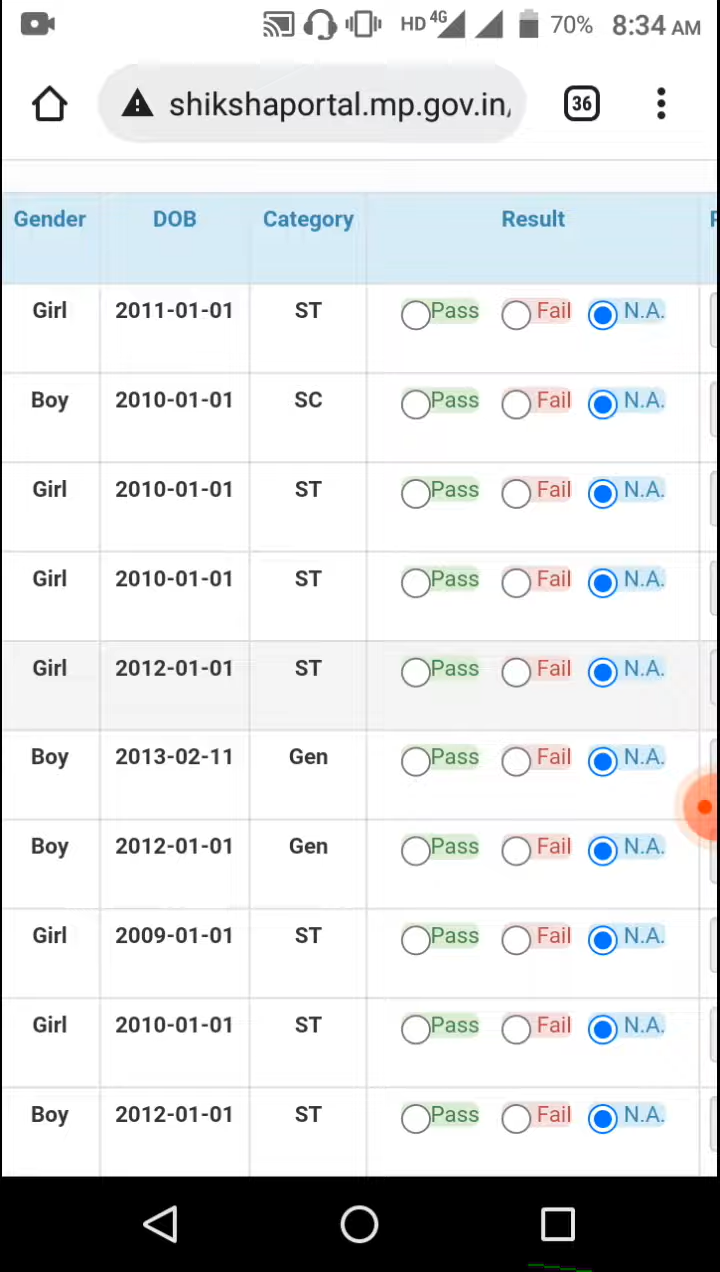 HD 4G 70% 8:34 AM
shikshaportal.mp.gov.in, 36
Gender DOB Category Result
Girl 2011-01-01 ST Pass Fail N.A.
Boy 2010-01-01 SC Pass Fail N.A.
Girl 2010-01-01 ST Pass Fail N.A.
Girl 2010-01-01 ST Pass Fail N.A.
Girl 2012-01-01 ST Pass Fail N.A.
Boy 2013-02-11 Gen Pass Fail N.A.
Boy 2012-01-01 Gen Pass Fail N.A.
Girl 2009-01-01 ST Pass Fail N.A.
Girl 2010-01-01 ST Pass Fail N.A.
Boy 2012-01-01 ST Pass Fail N.A.